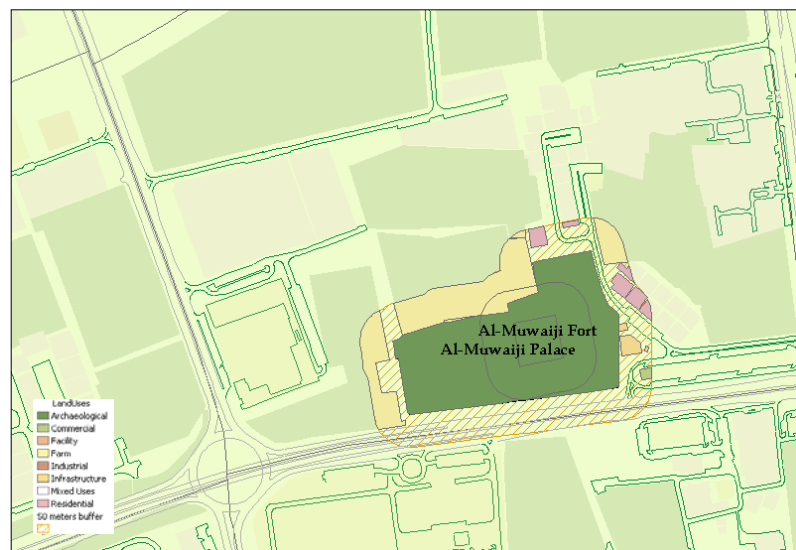 Al-Muwaiji Fort
Al-Muwaiji Palace
LandUses
Archaeological
Commercial
Facility
Farm
Industrial
Infrastructure
Mixed Uses
Residential
50 meters buffer